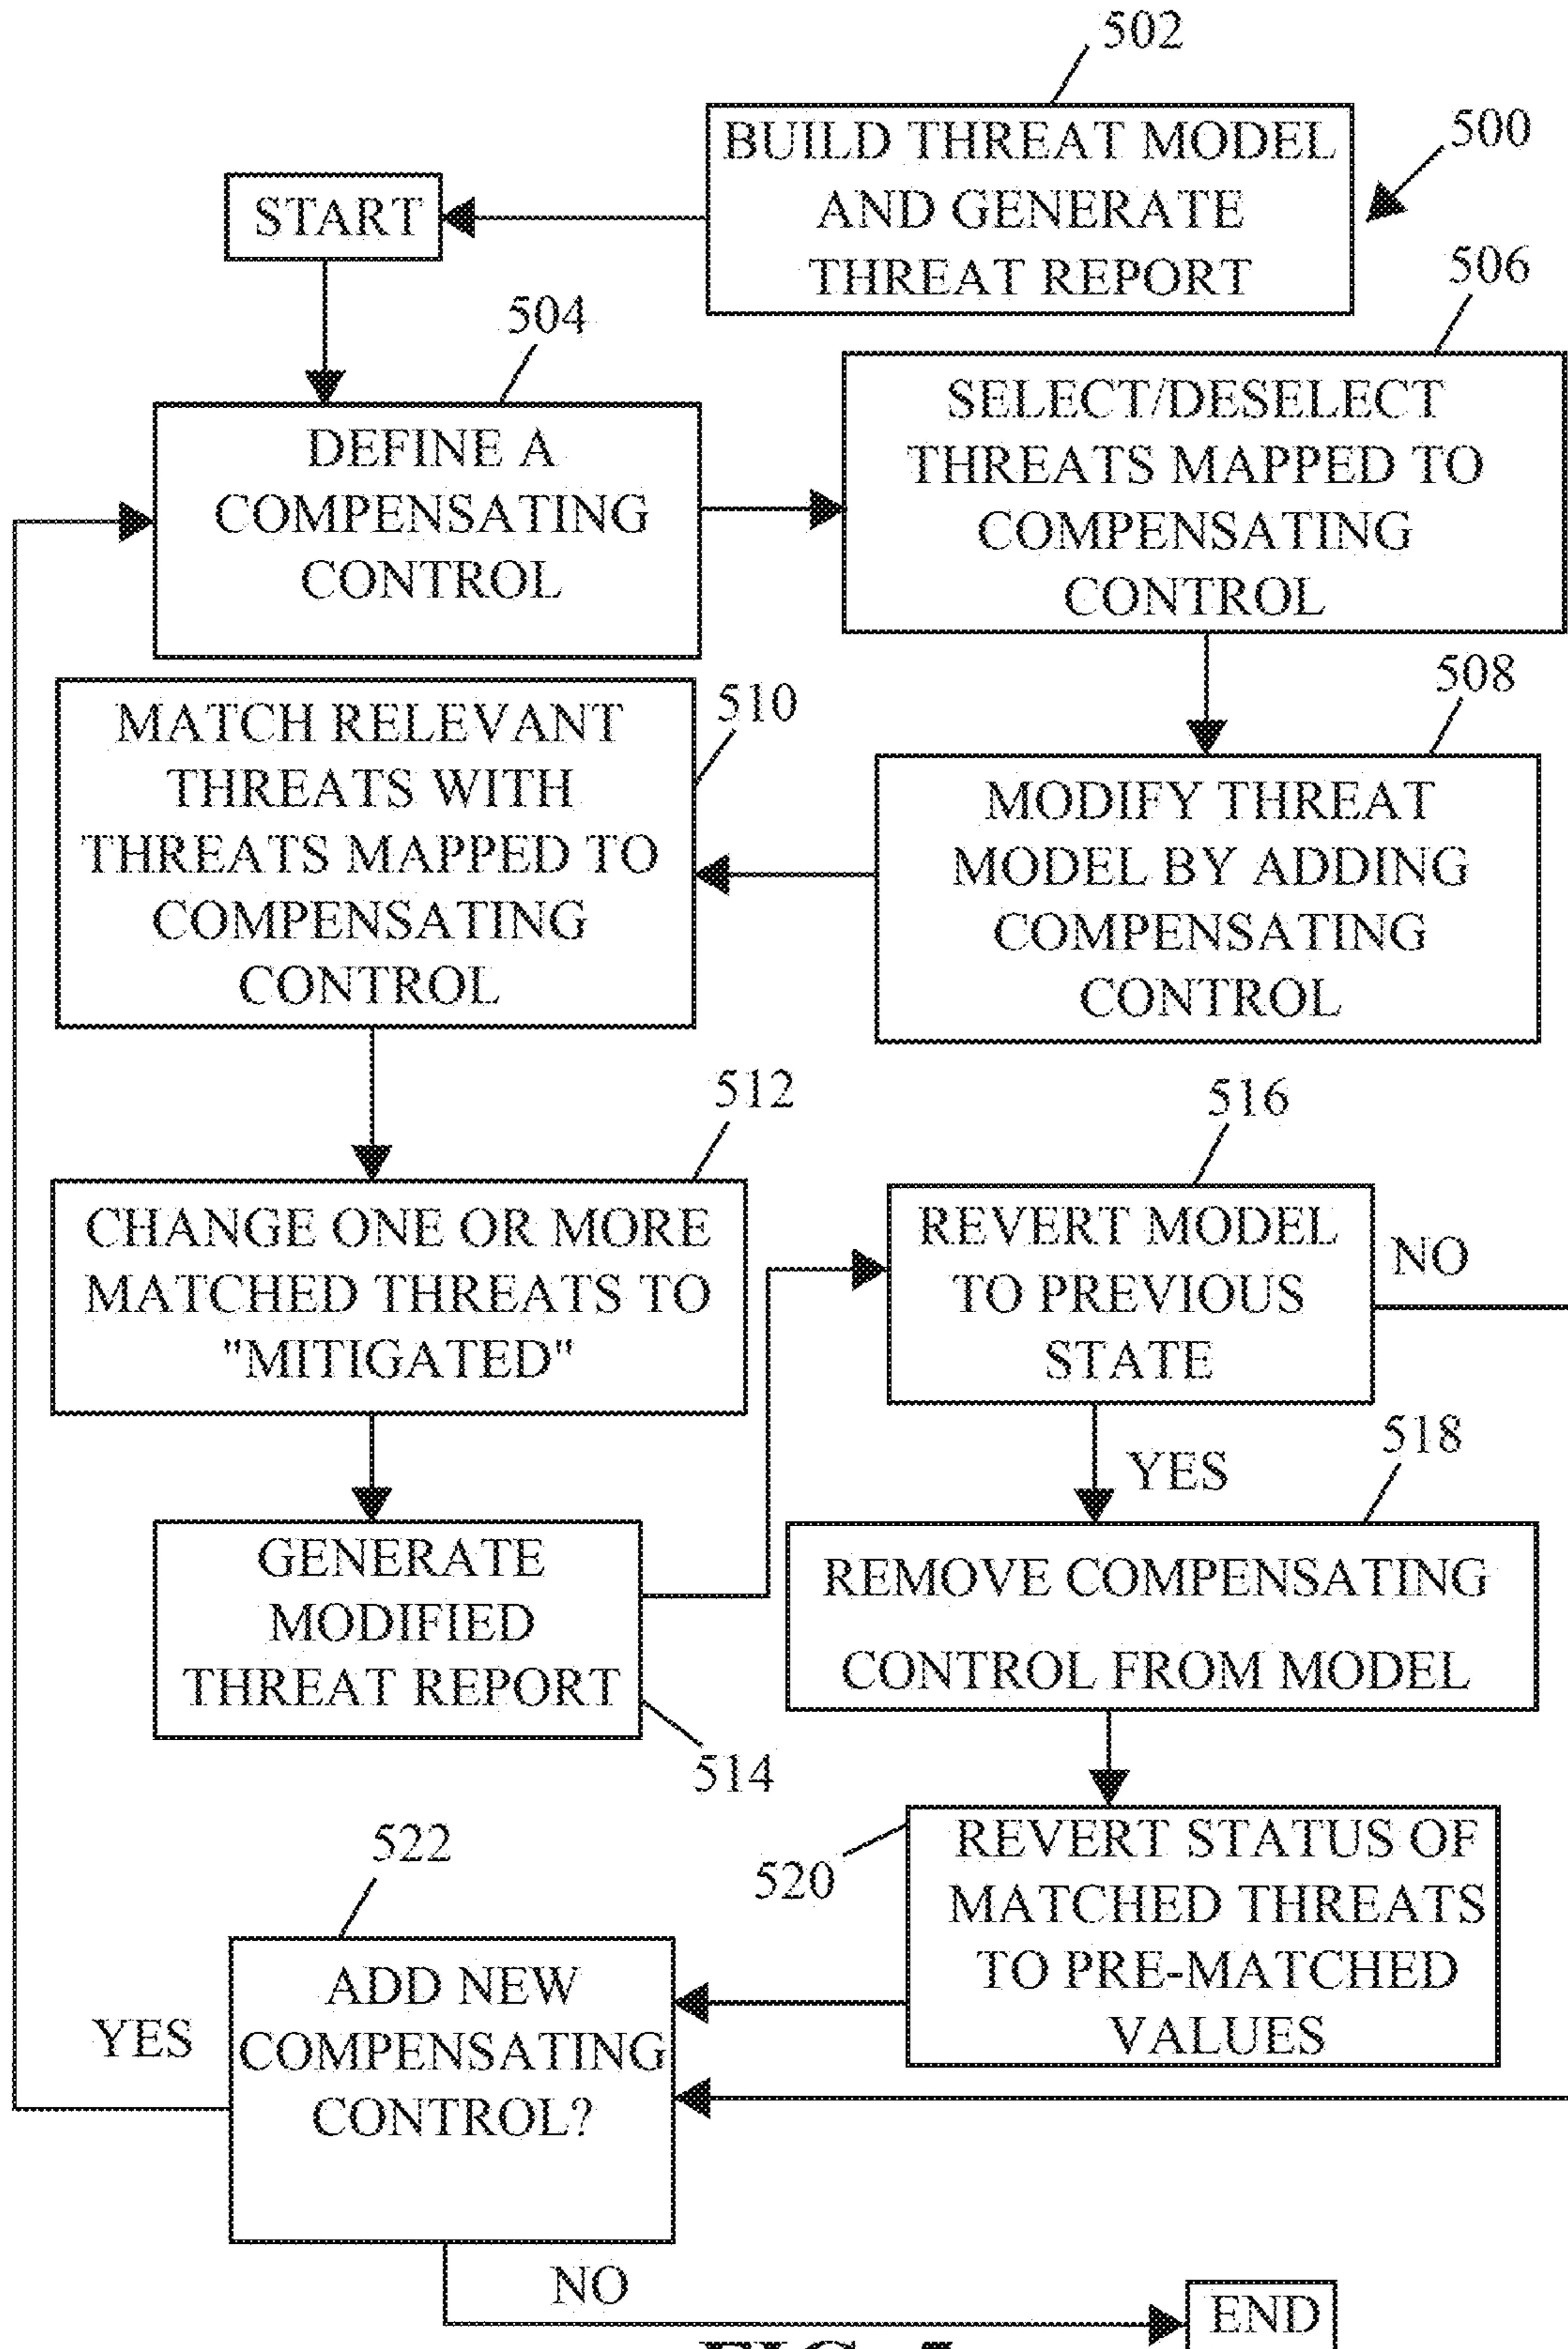 502
BUILD THREAT MODEL
AND GENERATE
THREAT REPORT
500
START
504
DEFINE A
COMPENSATING
CONTROL
506
SELECT/DESELECT
THREATS MAPPED TO
COMPENSATING
CONTROL
508
MODIFY THREAT
MODEL BY ADDING
COMPENSATING
CONTROL
510
MATCH RELEVANT
THREATS WITH
THREATS MAPPED TO
COMPENSATING
CONTROL
512
CHANGE ONE OR MORE
MATCHED THREATS TO
"MITIGATED"
GENERATE
MODIFIED
THREAT REPORT
514
516
REVERT MODEL
TO PREVIOUS
STATE
NO
YES
518
REMOVE COMPENSATING
CONTROL FROM MODEL
520
REVERT STATUS OF
MATCHED THREATS
TO PRE-MATCHED
VALUES
522
ADD NEW
COMPENSATING
CONTROL?
YES
NO
END